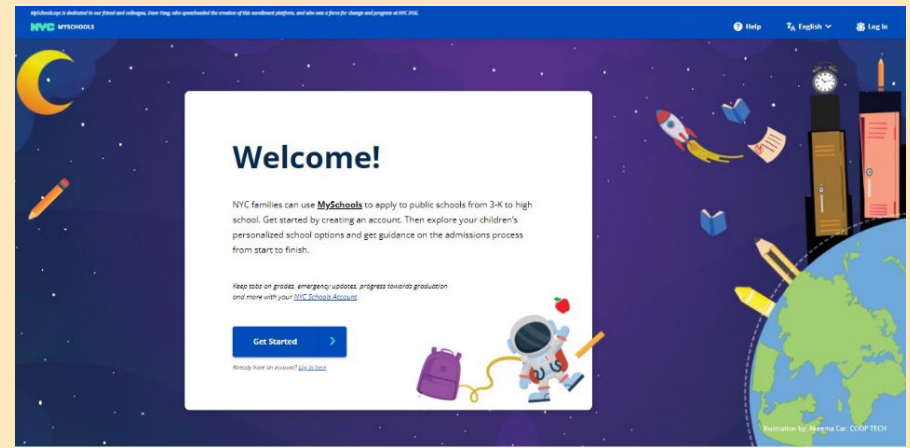 MySchools.nyc is dedicated to our friend and colleague, Dave Yang, who spearheaded the creation of this enrollment platform, and who was a force for change and progress at NYC DOE.
NYC MYSCHOOLS
Help
English
Log In
Welcome!
NYC families can use MySchools to apply to public schools from 3-K to high
school. Get started by creating an account. Then explore your children's
personalized school options and get guidance on the admissions process
from start to finish.
Keep tabs on grades, emergency updates, progress towards graduation
and more with your NYC Schools Account.
Get Started
Already have an account? Log in here
Illustration by: Akeema Car, COOP TECH